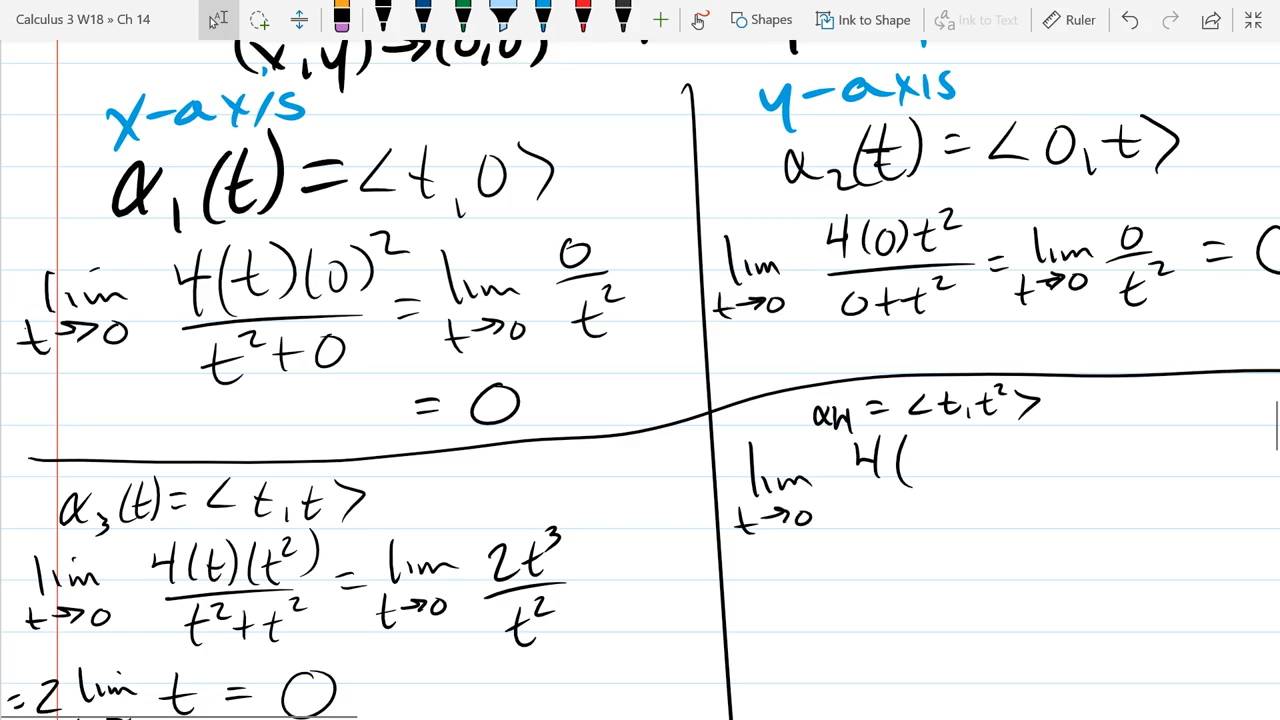 Calculus 3 W18 » Ch 14
Shapes
Ink to Shape
Ink to Text
Ruler
(x,y)→(0,0)
x-axis
α₁(t) = <t,0>
lim t→0 4(t)(0)²/(t²+0) = lim t→0 0/t²
= 0
y-axis
α₂(t) = <0,t>
lim t→0 4(0)t²/(0+t²) = lim t→0 0/t² = 0
α₃(t) = <t,t>
lim t→0 4(t)(t²)/(t²+t²) = lim t→0 2t³/t²
= 2 lim t = 0
α4 = <t,t²>
lim t→0 4(